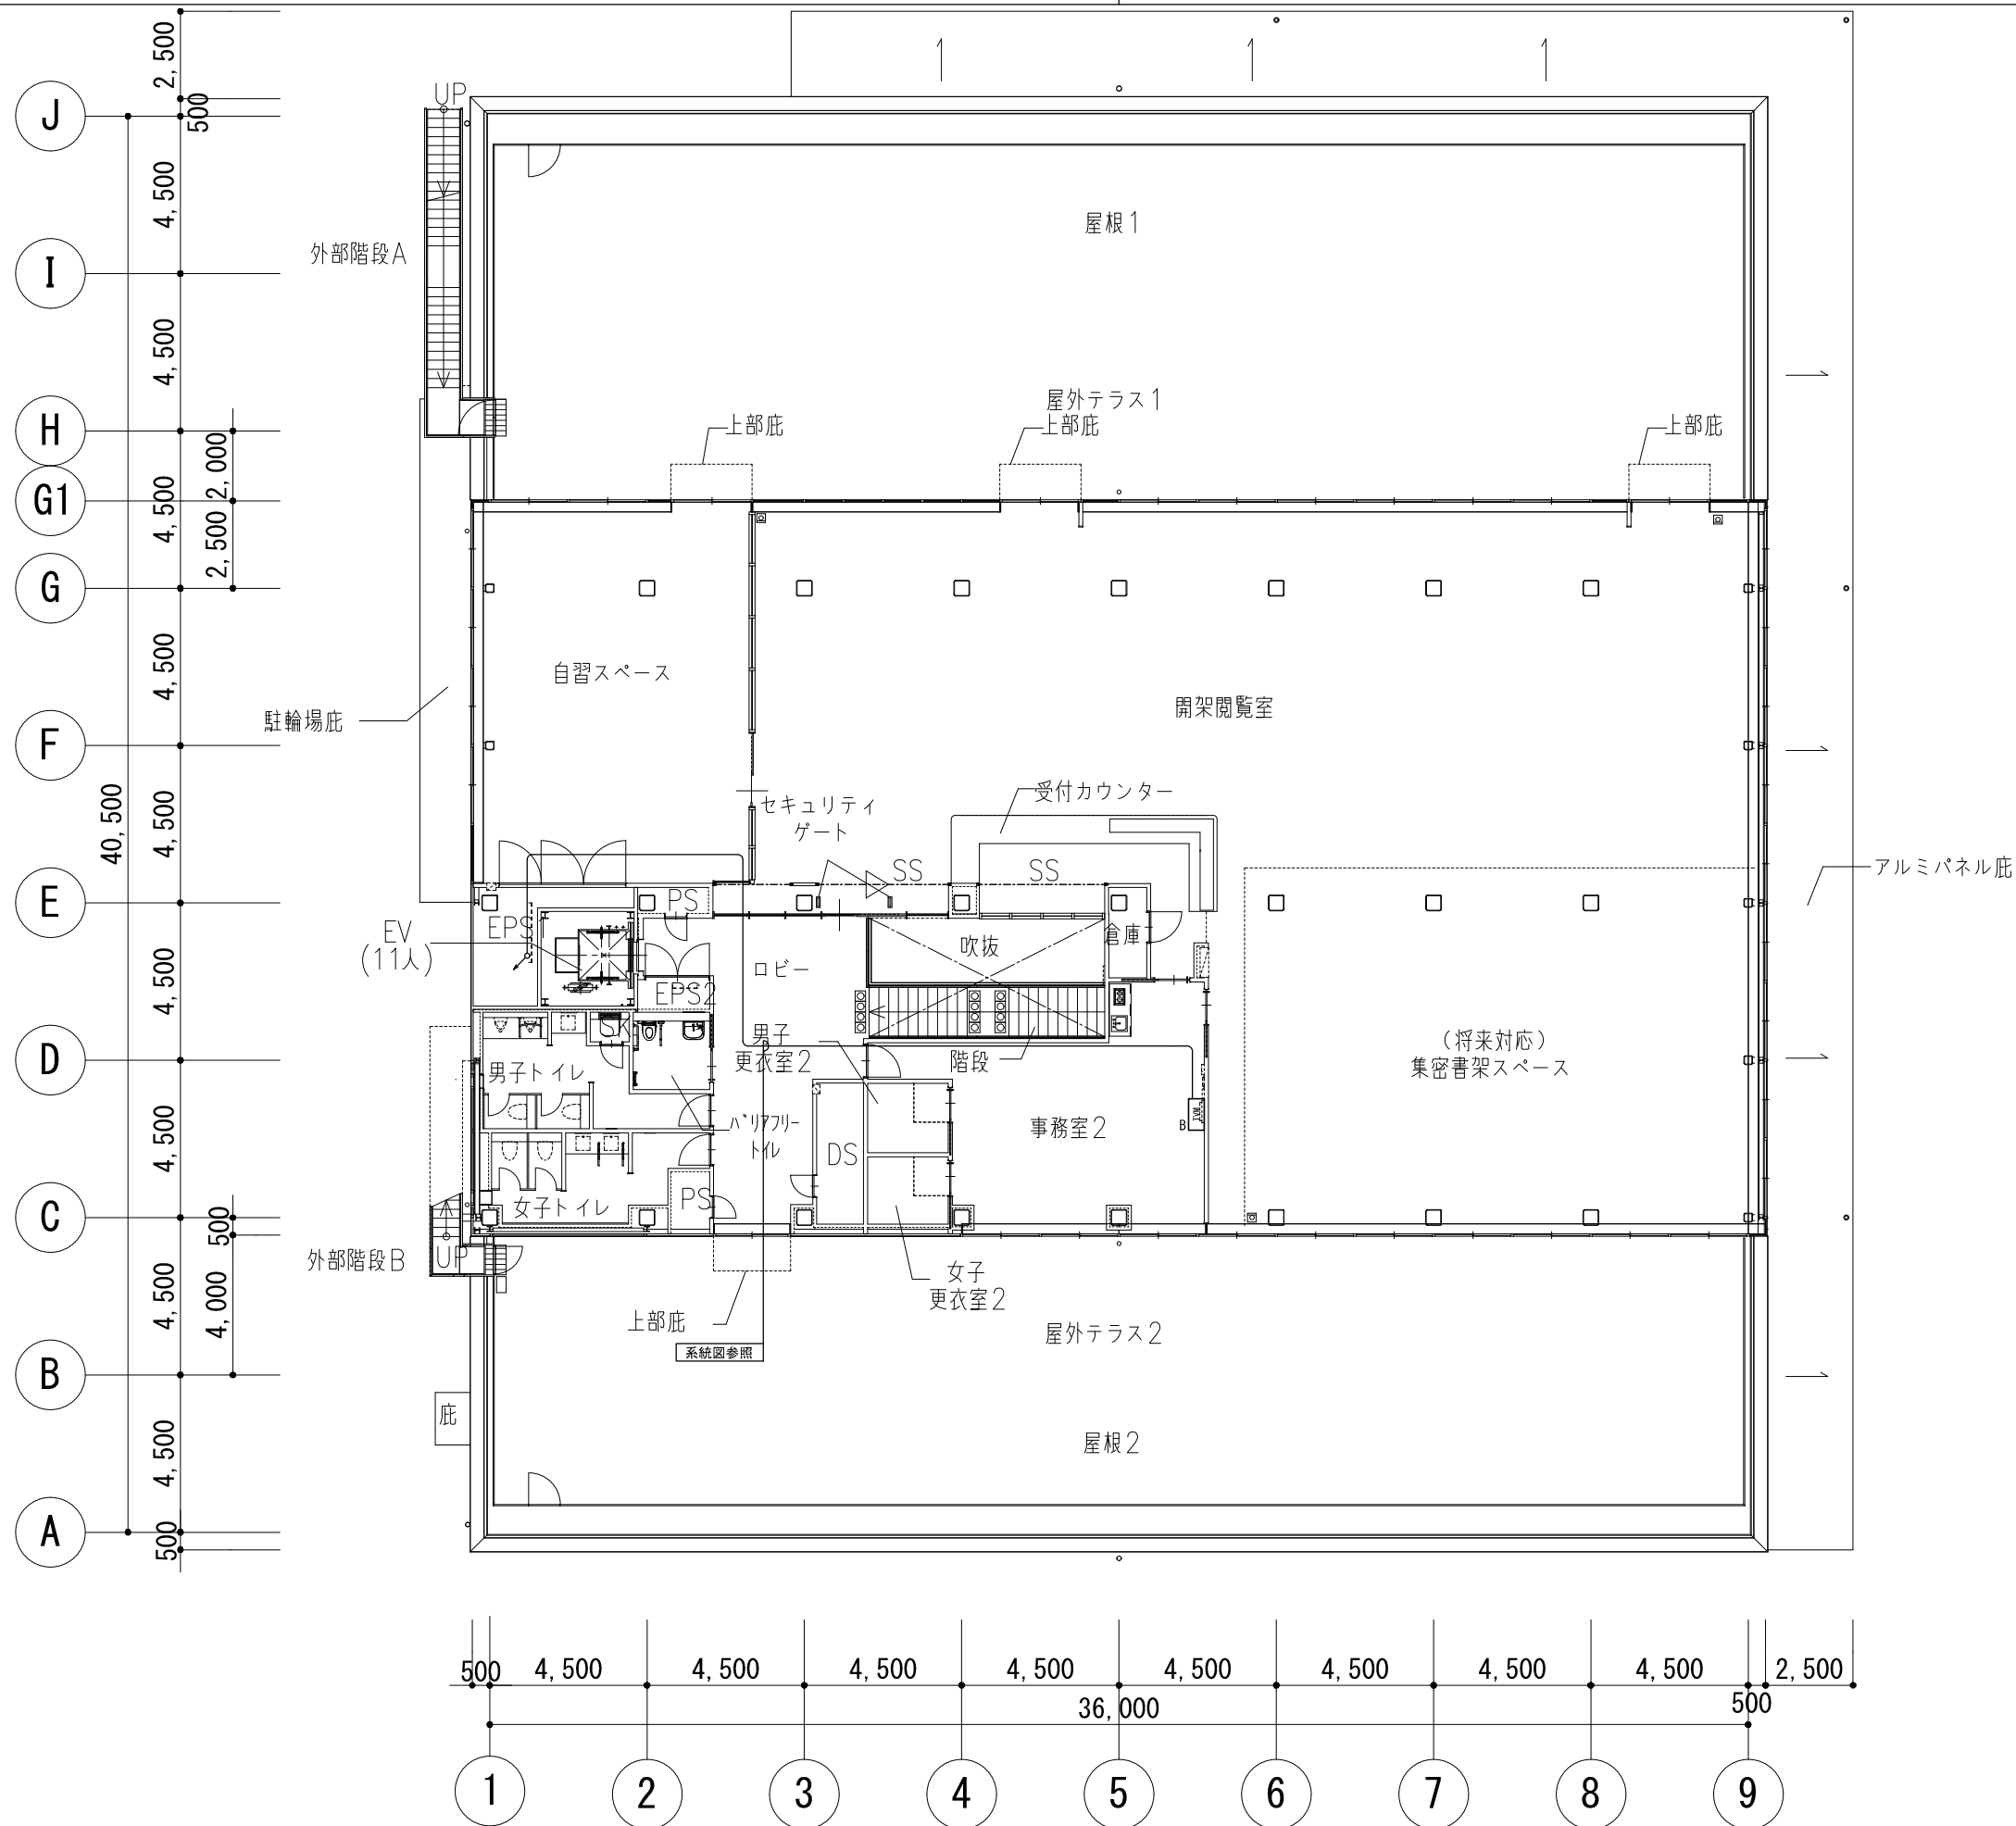 2,500
500
J
UP
4,500
外部階段A
屋根1
I
4,500
屋外テラス1
上部庇
上部庇
上部庇
H
2,000
G1
4,500
2,500
G
4,500
自習スペース
開架閲覧室
駐輪場庇
F
40,500
4,500
セキュリティ
ゲート
受付カウンター
SS
SS
アルミパネル庇
E
PS
EPS
EV
(11人)
吹抜
倉庫
ロビー
4,500
EPS2
SK
男子
更衣室2
階段
(将来対応)
集密書架スペース
D
男子トイレ
バリアフリー
トイレ
事務室2
4,500
DS
B
PS
女子トイレ
C
500
外部階段B
UP
女子
更衣室2
4,500
4,000
上部庇
屋外テラス2
系統図参照
B
庇
屋根2
4,500
A
500
500
4,500
4,500
4,500
4,500
4,500
4,500
4,500
4,500
2,500
36,000
500
1
2
3
4
5
6
7
8
9